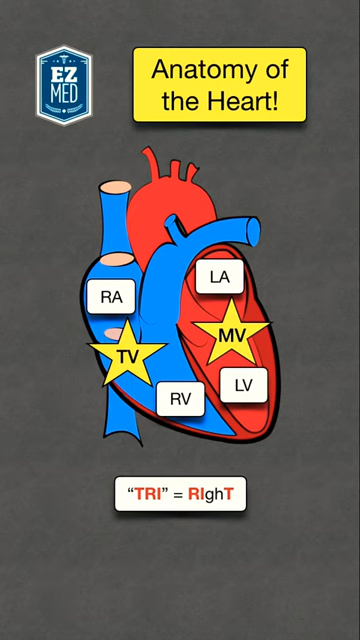 EZ
MED
Anatomy of
the Heart!
LA
RA
MV
TV
LV
RV
“TRI” = RIghT